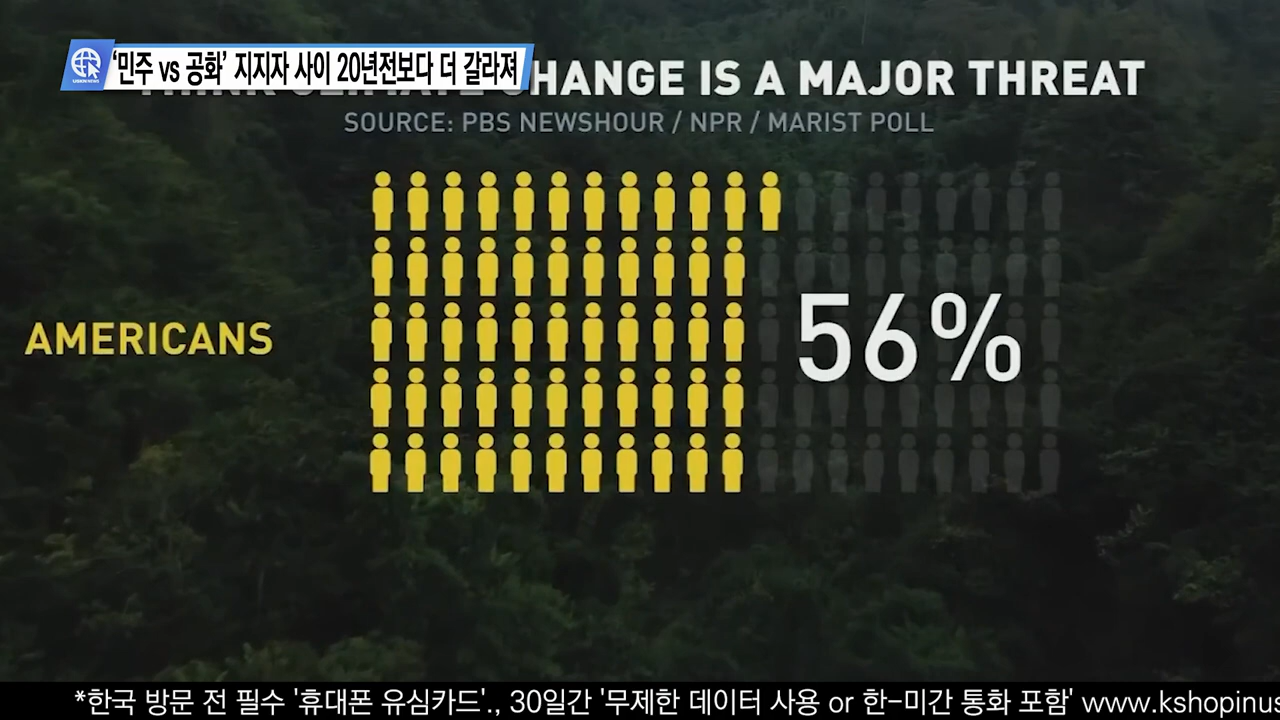 '민주 vs 공화' 지지자 사이 20년전보다 더 갈라져
CHANGE IS A MAJOR THREAT
SOURCE: PBS NEWSHOUR / NPR / MARIST POLL
AMERICANS
56%
*한국 방문 전 필수 '휴대폰 유심카드'., 30일간 '무제한 데이터 사용 or 한-미간 통화 포함' www.kshopinus